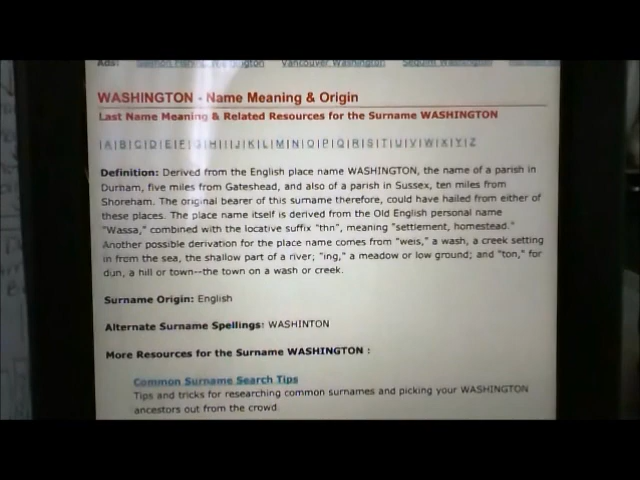 Ads: Vancouver Washington Sequim Washington
WASHINGTON - Name Meaning & Origin
Last Name Meaning & Related Resources for the Surname WASHINGTON
|A|B|C|D|E|F|G|H|I|J|K|L|M|N|O|P|Q|R|S|T|U|V|W|X|Y|Z
Definition: Derived from the English place name WASHINGTON, the name of a parish in
Durham, five miles from Gateshead, and also of a parish in Sussex, ten miles from
Shoreham. The original bearer of this surname therefore, could have hailed from either of
these places. The place name itself is derived from the Old English personal name
"Wassa," combined with the locative suffix "thn", meaning "settlement, homestead."
Another possible derivation for the place name comes from "weis," a wash, a creek setting
in from the sea, the shallow part of a river; "ing," a meadow or low ground; and "ton," for
dun, a hill or town--the town on a wash or creek.
Surname Origin: English
Alternate Surname Spellings: WASHINTON
More Resources for the Surname WASHINGTON :
Common Surname Search Tips
Tips and tricks for researching common surnames and picking your WASHINGTON
ancestors out from the crowd.